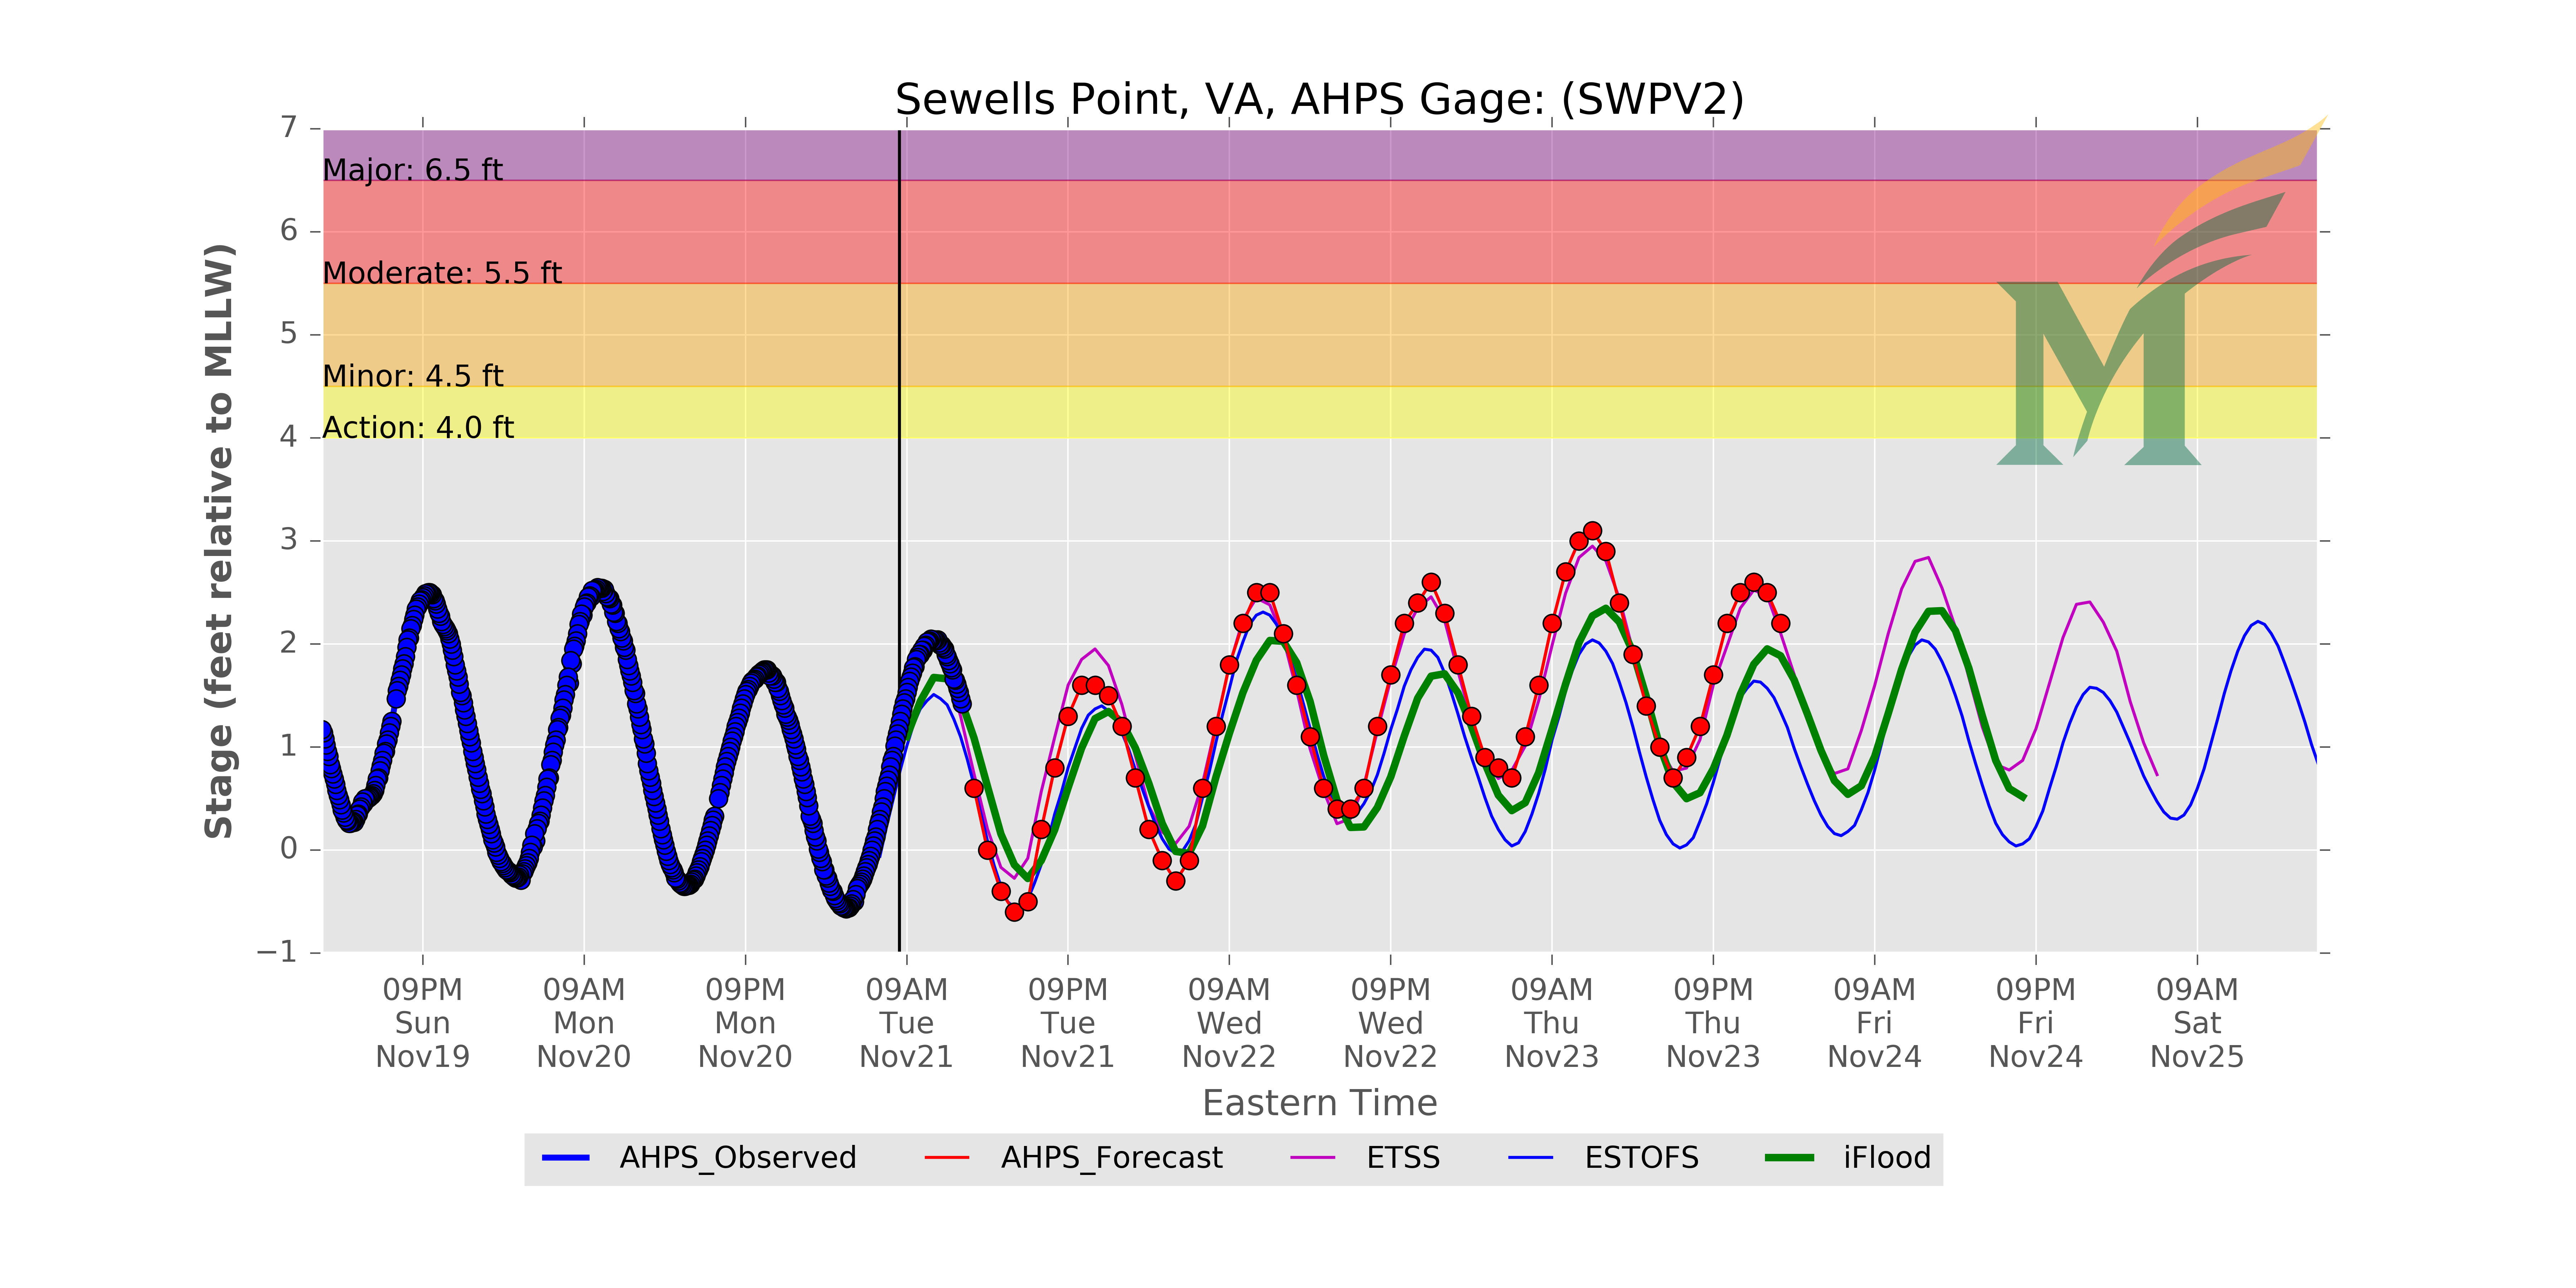 Sewells Point, VA, AHPS Gage: (SWPV2)
7
Major: 6.5 ft
6
Moderate: 5.5 ft
5
Minor: 4.5 ft
Action: 4.0 ft
4
3
2
1
0
−1
Stage (feet relative to MLLW)
09PM 09AM 09PM 09AM 09PM 09AM 09PM 09AM 09PM 09AM 09PM 09AM
Sun Mon Mon Tue Tue Wed Wed Thu Thu Fri Fri Sat
Nov19 Nov20 Nov20 Nov21 Nov21 Nov22 Nov22 Nov23 Nov23 Nov24 Nov24 Nov25
Eastern Time
AHPS_Observed AHPS_Forecast ETSS ESTOFS iFlood
M